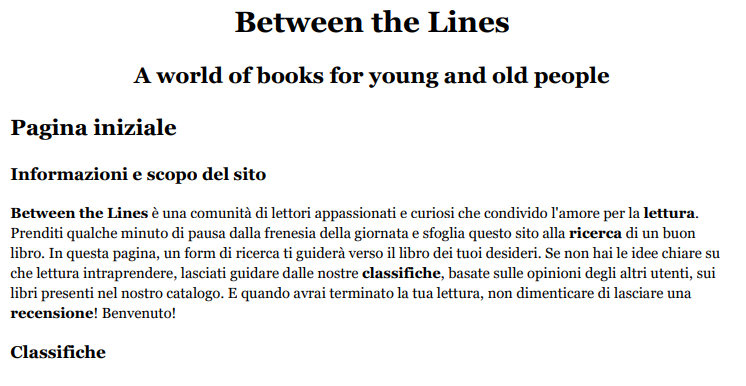 Between the Lines
A world of books for young and old people
Pagina iniziale
Informazioni e scopo del sito
Between the Lines è una comunità di lettori appassionati e curiosi che condivido l'amore per la lettura.
Prenditi qualche minuto di pausa dalla frenesia della giornata e sfoglia questo sito alla ricerca di un buon
libro. In questa pagina, un form di ricerca ti guiderà verso il libro dei tuoi desideri. Se non hai le idee chiare su
che lettura intraprendere, lasciati guidare dalle nostre classifiche, basate sulle opinioni degli altri utenti, sui
libri presenti nel nostro catalogo. E quando avrai terminato la tua lettura, non dimenticare di lasciare una
recensione! Benvenuto!
Classifiche